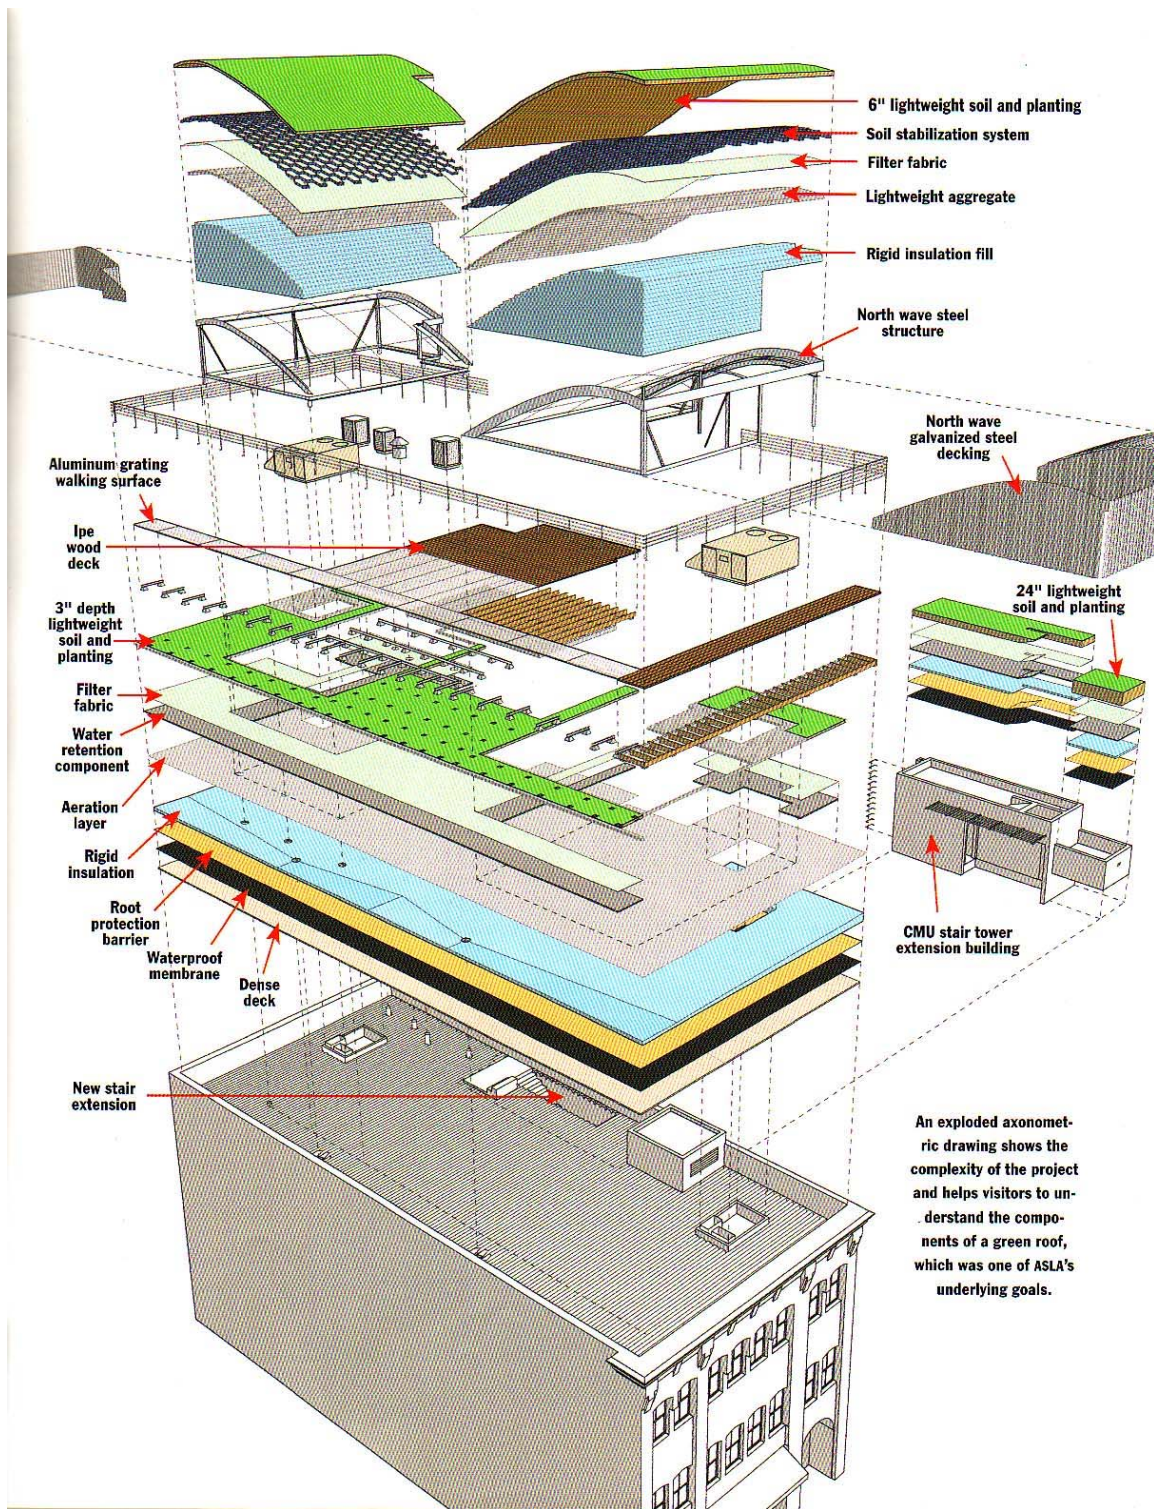 6" lightweight soil and planting
Soil stabilization system
Filter fabric
Lightweight aggregate
Rigid insulation fill
North wave steel
structure
North wave
galvanized steel
decking
Aluminum grating
walking surface
Ipe
wood
deck
3" depth
lightweight
soil and
planting
24" lightweight
soil and planting
Filter
fabric
Water
retention
component
Aeration
layer
Rigid
insulation
Root
protection
barrier
Waterproof
membrane
Dense
deck
CMU stair tower
extension building
New stair
extension
An exploded axonomet-
ric drawing shows the
complexity of the project
and helps visitors to un-
derstand the compo-
nents of a green roof,
which was one of ASLA's
underlying goals.